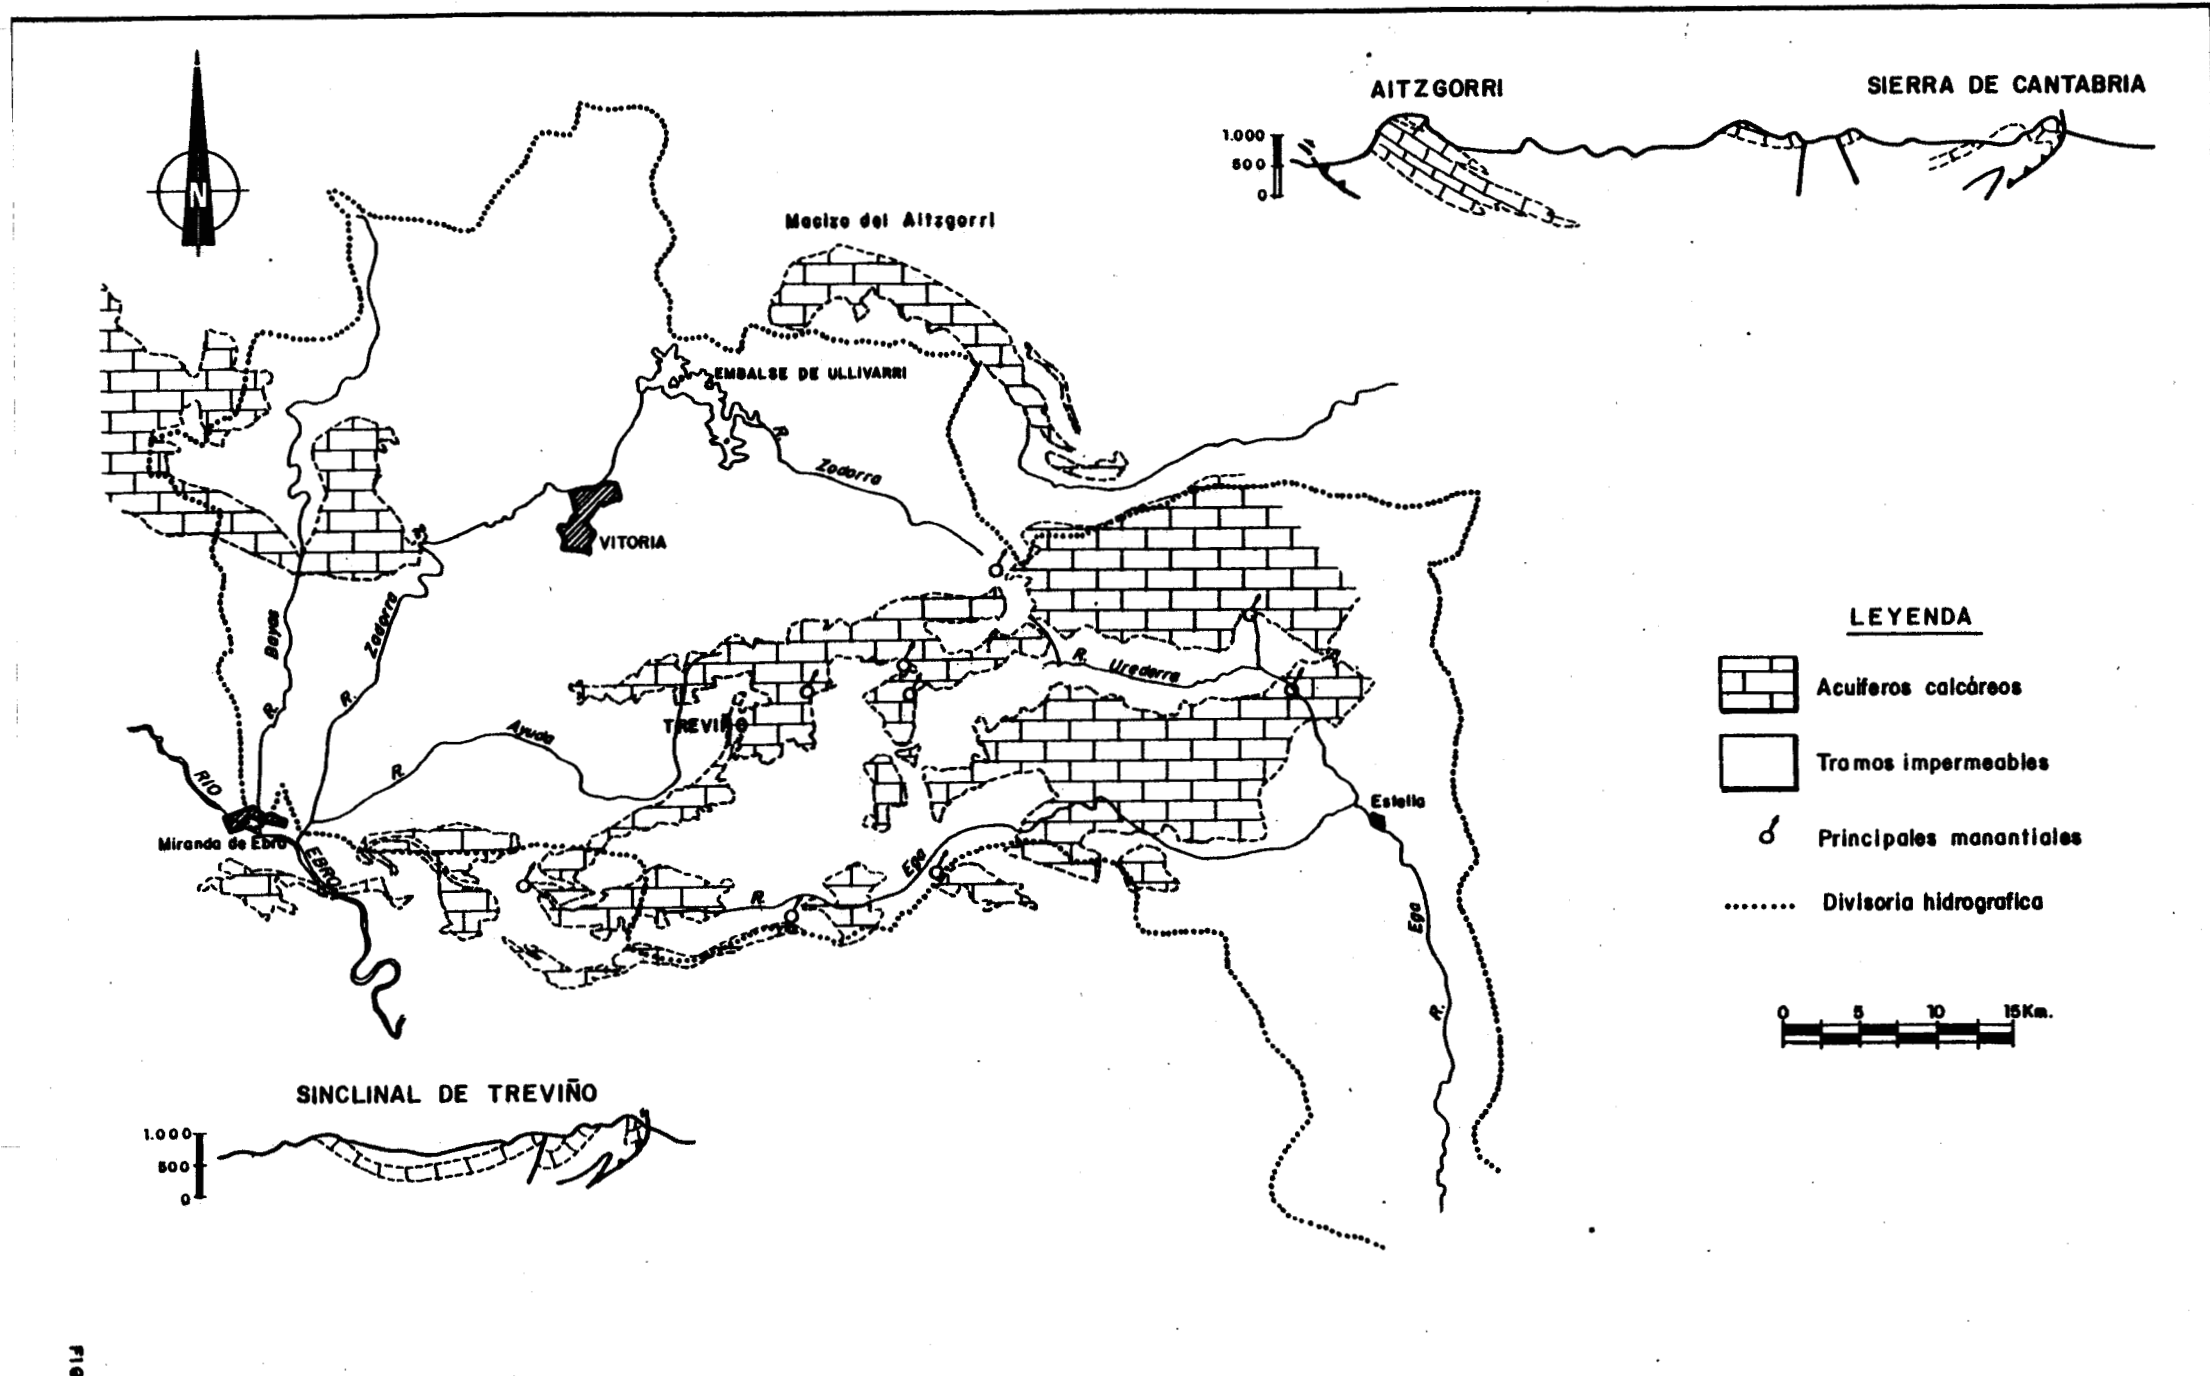 AITZGORRI
SIERRA DE CANTABRIA
1.000
500
0
N
Macizo del Aitzgorri
EMBALSE DE ULLIVARRI
R.
Zadorra
VITORIA
R. Bayas
R. Zadorra
R. Urederra
TREVIÑO
R. Ayuda
RIO
EBRO
Miranda de Ebro
R. Ega
Estella
R. Ega
LEYENDA
Acuiferos calcáreos
Tramos impermeables
Principales manantiales
Divisoria hidrografica
0 5 10 15Km.
SINCLINAL DE TREVIÑO
1.000
500
0
FIG